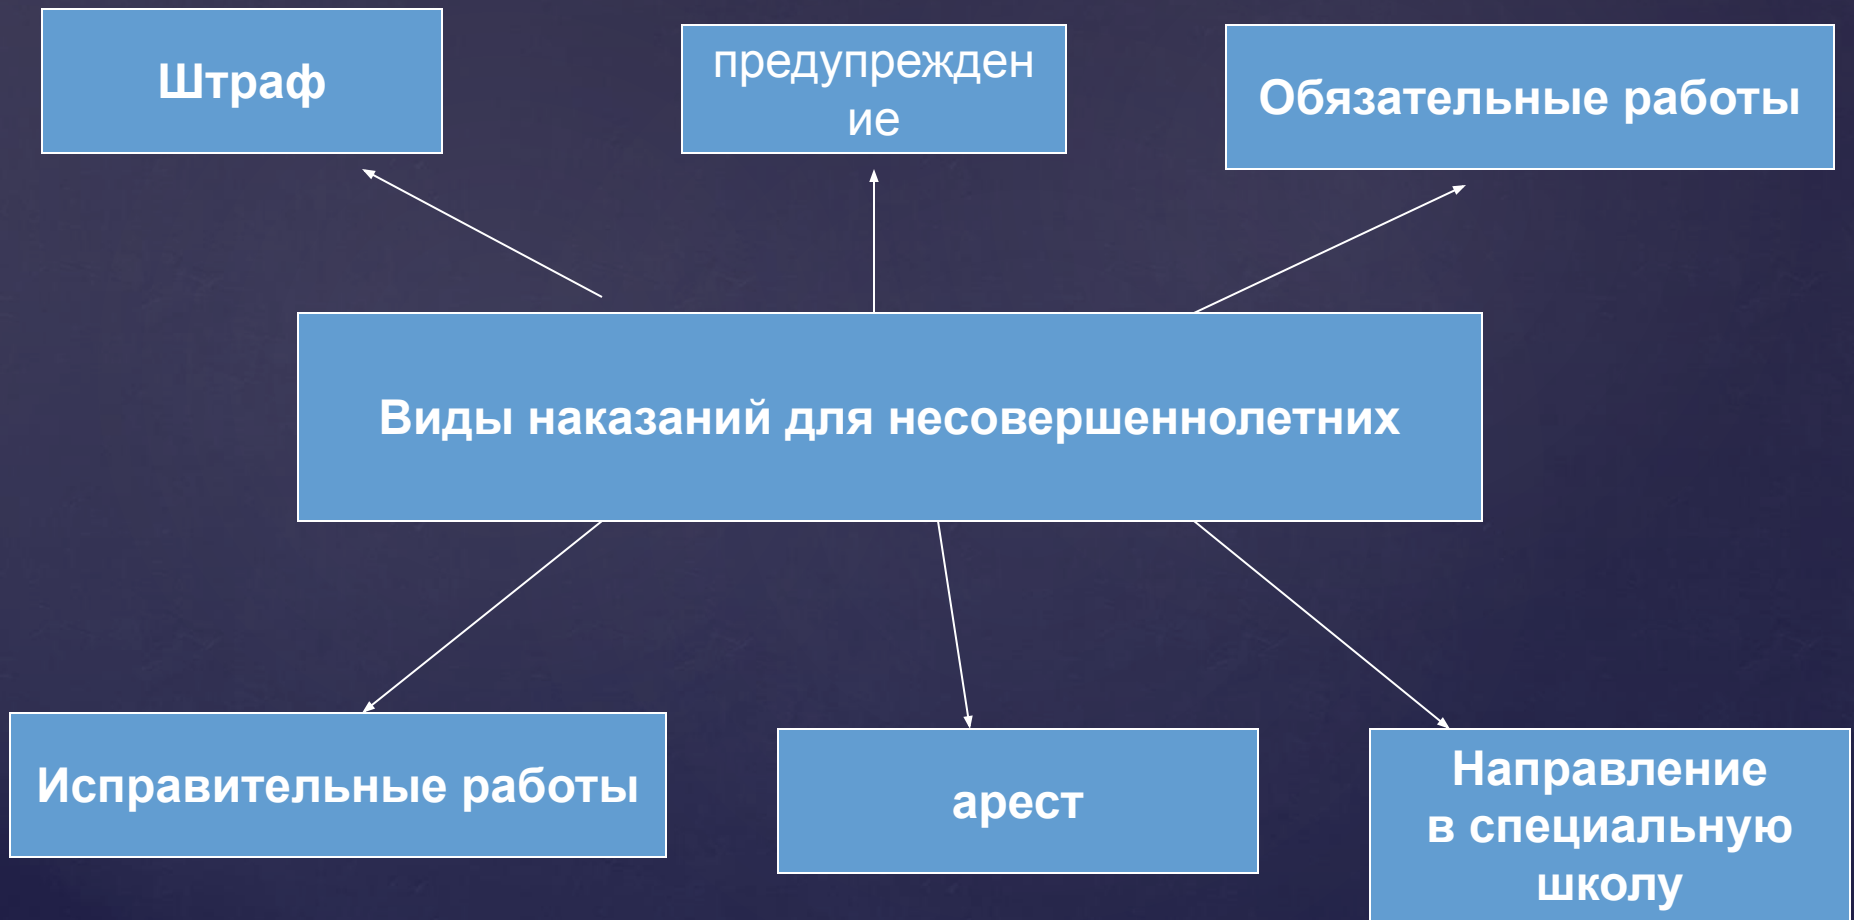 Штраф
предупрежден
ие
Обязательные работы
Виды наказаний для несовершеннолетних
Исправительные работы
арест
Направление
в специальную
школу